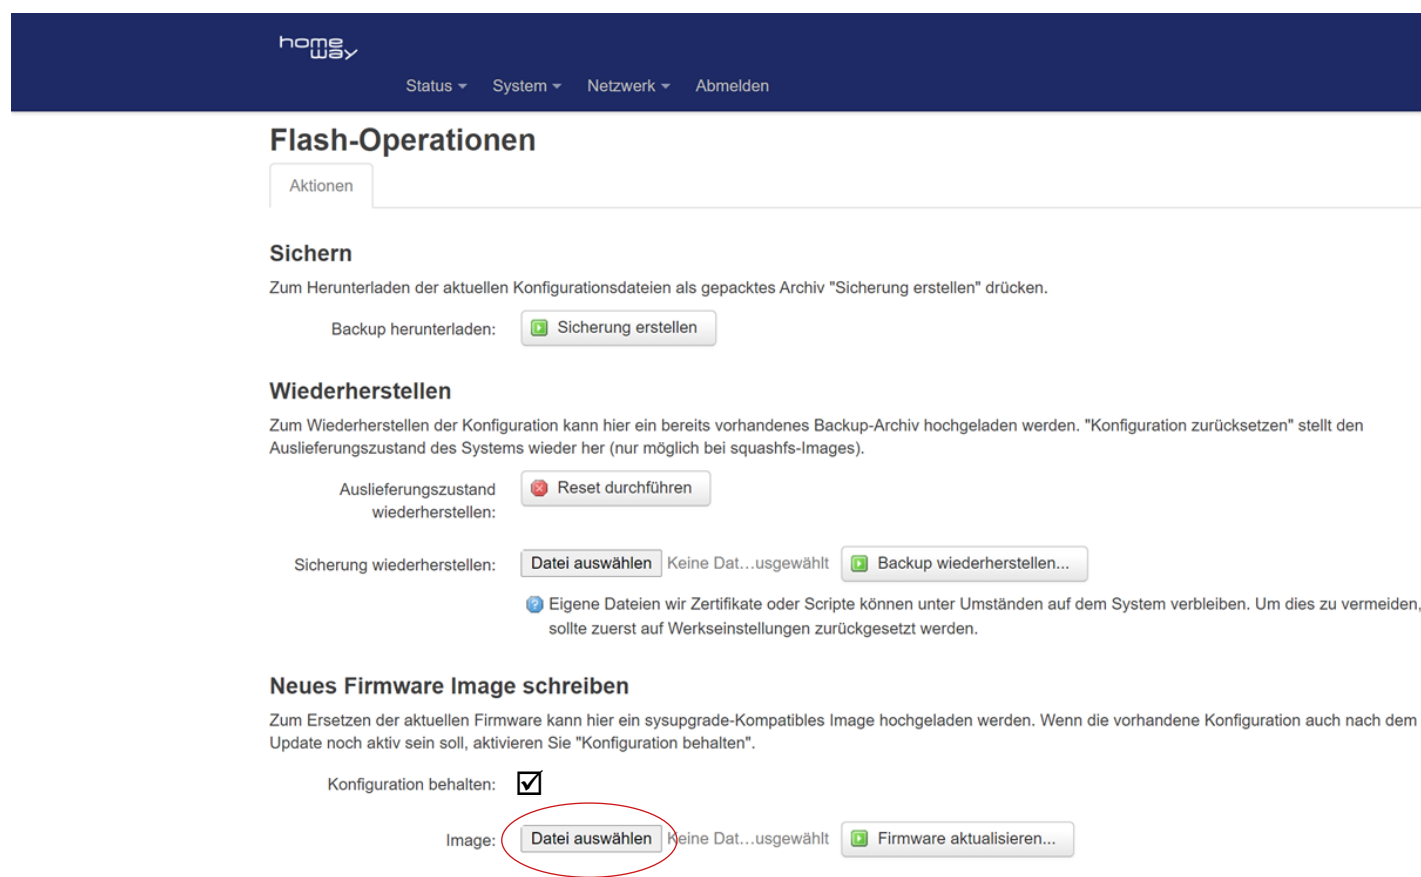 home
way
Status System Netzwerk Abmelden
Flash-Operationen
Aktionen
Sichern
Zum Herunterladen der aktuellen Konfigurationsdateien als gepacktes Archiv "Sicherung erstellen" drücken.
Backup herunterladen: Sicherung erstellen
Wiederherstellen
Zum Wiederherstellen der Konfiguration kann hier ein bereits vorhandenes Backup-Archiv hochgeladen werden. "Konfiguration zurücksetzen" stellt den
Auslieferungszustand des Systems wieder her (nur möglich bei squashfs-Images).
Auslieferungszustand Reset durchführen
wiederherstellen:
Sicherung wiederherstellen: Datei auswählen Keine Dat...usgewählt Backup wiederherstellen...
Eigene Dateien wir Zertifikate oder Scripte können unter Umständen auf dem System verbleiben. Um dies zu vermeiden,
sollte zuerst auf Werkseinstellungen zurückgesetzt werden.
Neues Firmware Image schreiben
Zum Ersetzen der aktuellen Firmware kann hier ein sysupgrade-Kompatibles Image hochgeladen werden. Wenn die vorhandene Konfiguration auch nach dem
Update noch aktiv sein soll, aktivieren Sie "Konfiguration behalten".
Konfiguration behalten:
Image: Datei auswählen Keine Dat...usgewählt Firmware aktualisieren...